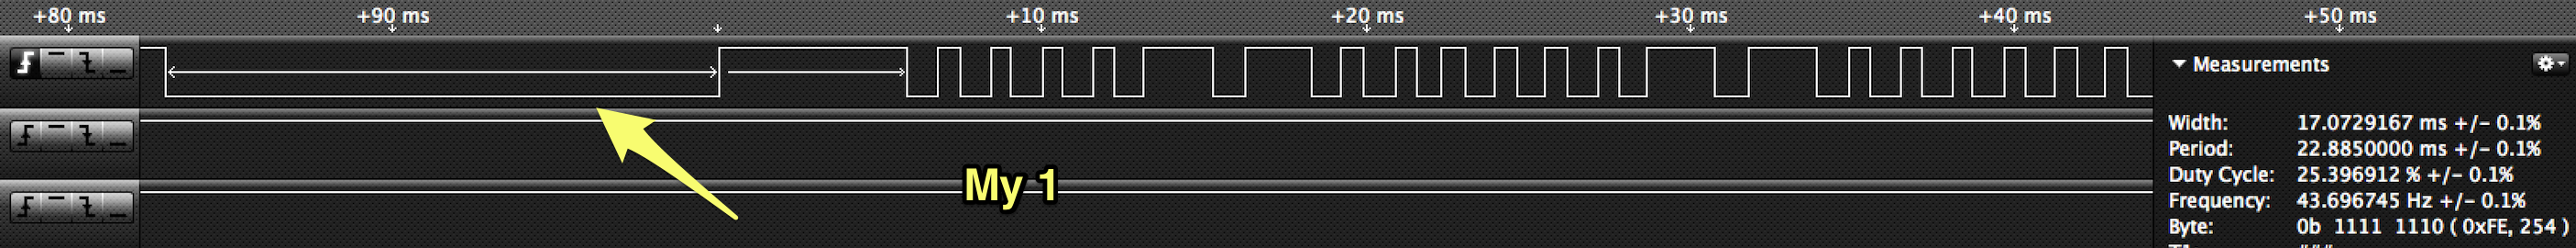 +80 ms +90 ms +10 ms +20 ms +30 ms +40 ms +50 ms
Measurements
Width: 17.0729167 ms +/- 0.1%
Period: 22.8850000 ms +/- 0.1%
Duty Cycle: 25.396912 % +/- 0.1%
Frequency: 43.696745 Hz +/- 0.1%
Byte: 0b 1111 1110 ( 0xFE, 254 )
My 1